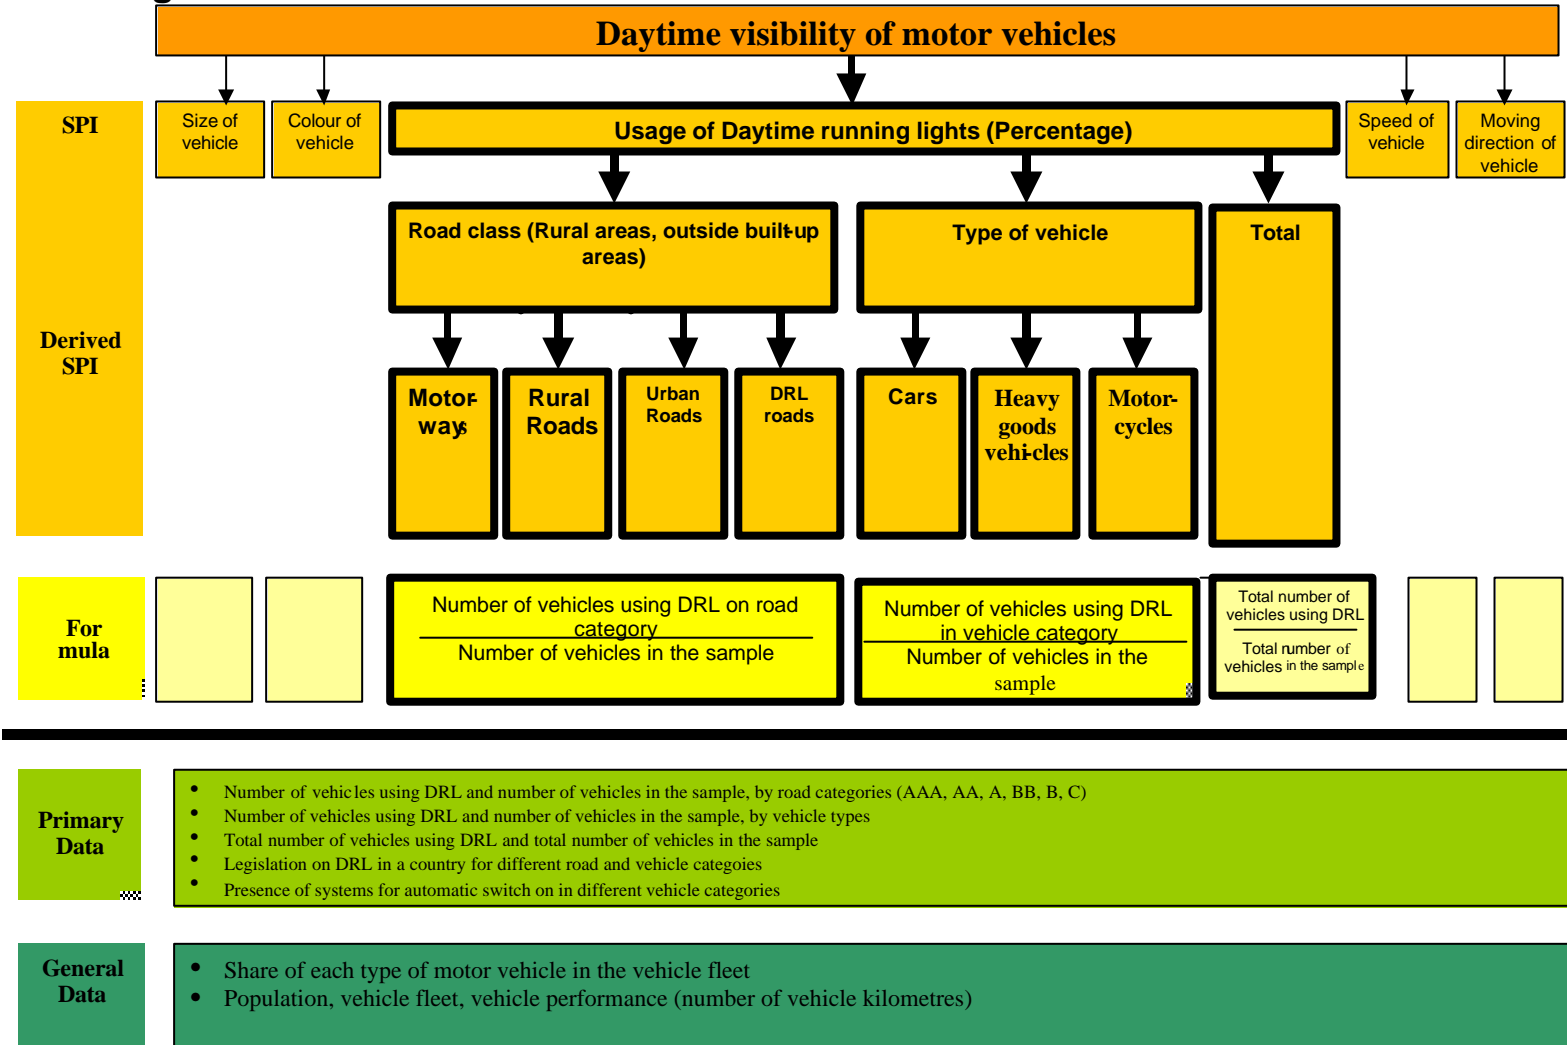 Daytime visibility of motor vehicles
SPI
Size of
vehicle
Colour of
vehicle
Usage of Daytime running lights (Percentage)
Speed of
vehicle
Moving
direction of
vehicle
Road class (Rural areas, outside built-up
areas)
Type of vehicle
Total
Derived
SPI
Motor-
ways
Rural
Roads
Urban
Roads
DRL
roads
Cars
Heavy
goods
vehi-cles
Motor-
cycles
For
mula
Number of vehicles using DRL on road
category
Number of vehicles in the sample
Number of vehicles using DRL
in vehicle category
Number of vehicles in the
sample
Total number of
vehicles using DRL
Total number of
vehicles in the sample
Primary
Data
• Number of vehicles using DRL and number of vehicles in the sample, by road categories (AAA, AA, A, BB, B, C)
• Number of vehicles using DRL and number of vehicles in the sample, by vehicle types
• Total number of vehicles using DRL and total number of vehicles in the sample
• Legislation on DRL in a country for different road and vehicle categoies
• Presence of systems for automatic switch on in different vehicle categories
General
Data
• Share of each type of motor vehicle in the vehicle fleet
• Population, vehicle fleet, vehicle performance (number of vehicle kilometres)